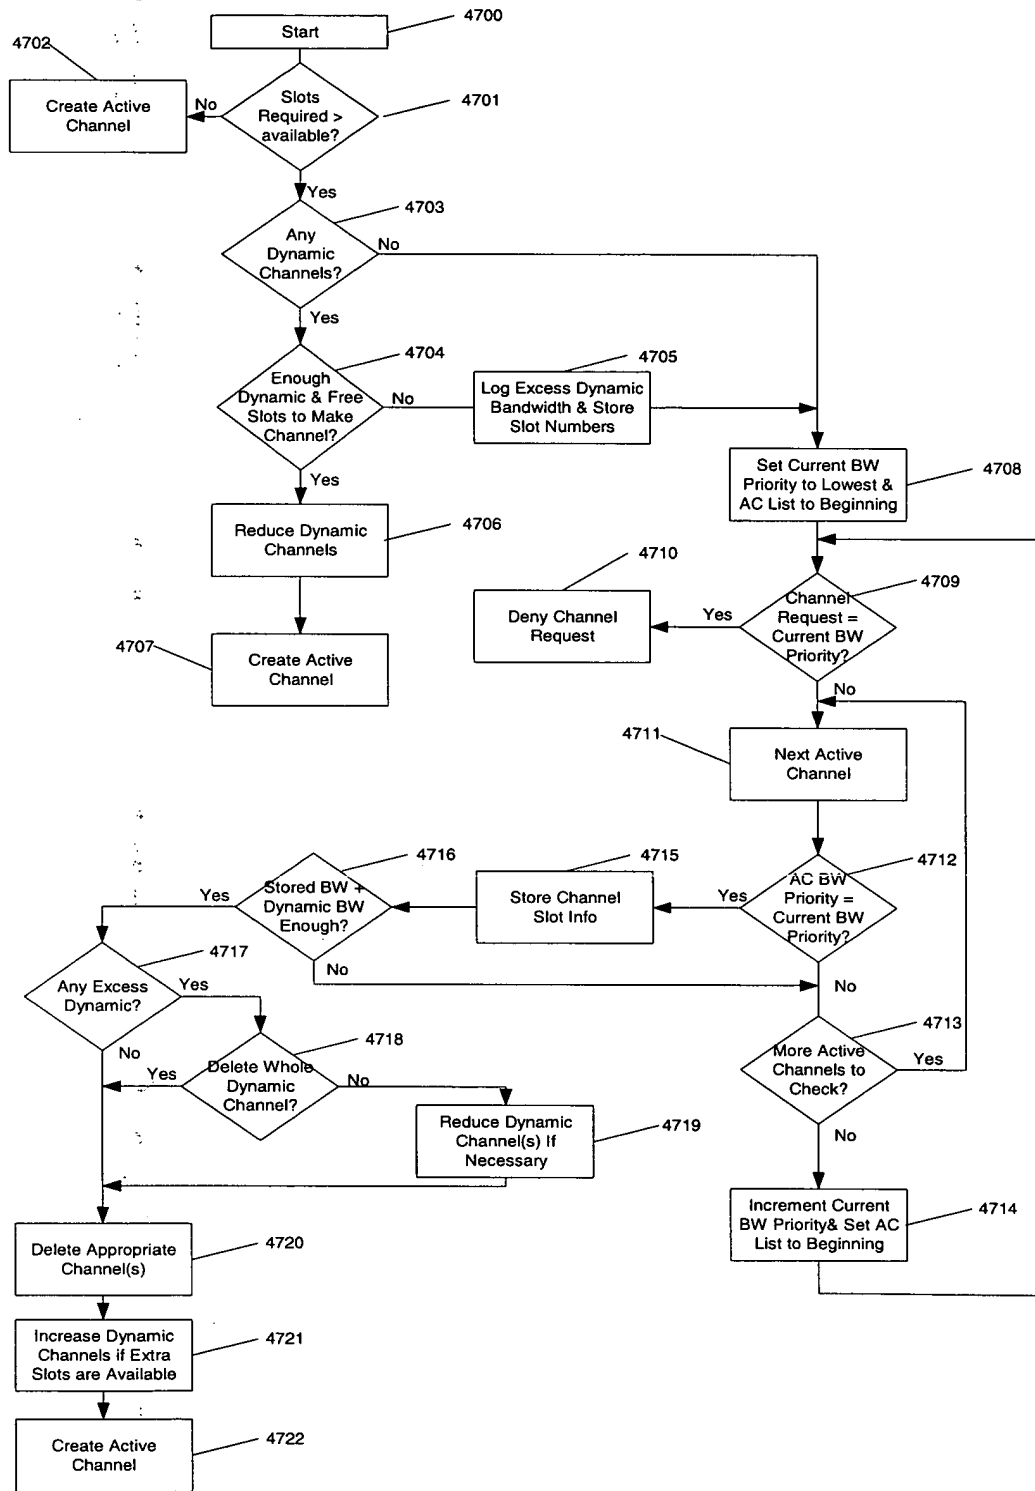 4700
Start
4702
Create Active
Channel
No
Slots
Required >
available?
4701
Yes
4703
Any
Dynamic
Channels?
No
Yes
4704
Enough
Dynamic & Free
Slots to Make
Channel?
No
4705
Log Excess Dynamic
Bandwidth & Store
Slot Numbers
Yes
Set Current BW
Priority to Lowest &
AC List to Beginning
4708
Reduce Dynamic
Channels
4706
4710
Deny Channel
Request
Yes
4709
Channel
Request =
Current BW
Priority?
4707
Create Active
Channel
No
4711
Next Active
Channel
4716
Stored BW +
Dynamic BW
Enough?
Yes
No
4715
Store Channel
Slot Info
Yes
4712
AC BW
Priority =
Current BW
Priority?
No
4717
Any Excess
Dynamic?
Yes
No
4718
Delete Whole
Dynamic
Channel?
Yes
No
4713
More Active
Channels to
Check?
Yes
No
Reduce Dynamic
Channel(s) If
Necessary
4719
Increment Current
BW Priority& Set AC
List to Beginning
4714
Delete Appropriate
Channel(s)
4720
Increase Dynamic
Channels if Extra
Slots are Available
4721
Create Active
Channel
4722